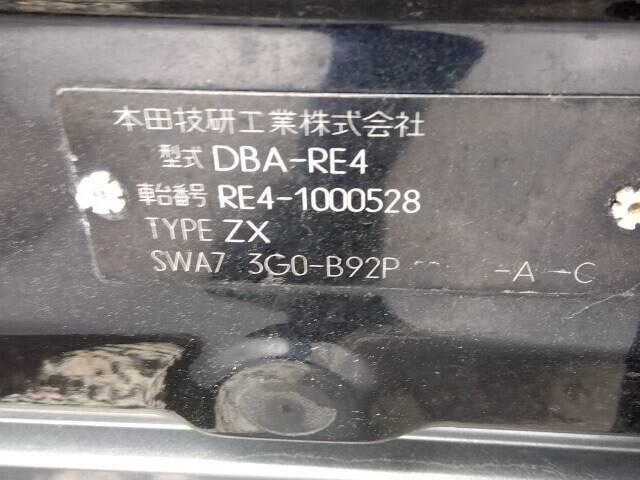 本田技研工業株式会社
型式 DBA-RE4
車台番号 RE4-1000528
TYPE ZX
SWA7 3G0-B92P -A -C